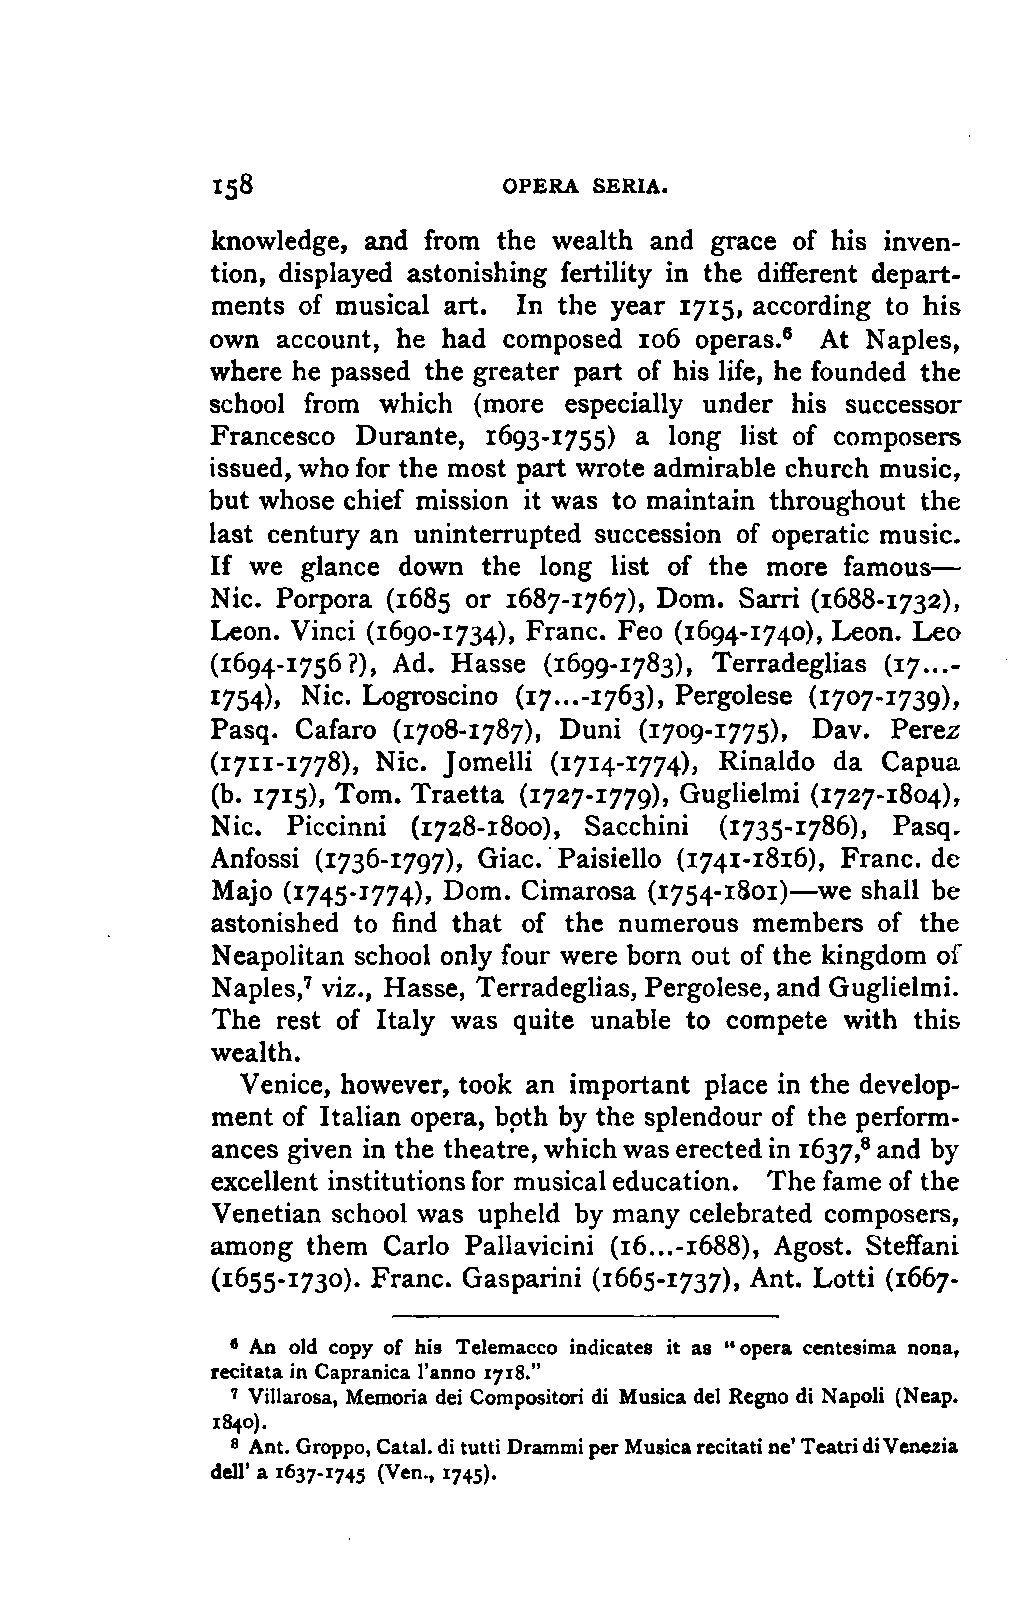 158 OPERA SERIA.
knowledge, and from the wealth and grace of his inven-
tion, displayed astonishing fertility in the different depart-
ments of musical art. In the year 1715, according to his
own account, he had composed 106 operas.⁶ At Naples,
where he passed the greater part of his life, he founded the
school from which (more especially under his successor
Francesco Durante, 1693-1755) a long list of composers
issued, who for the most part wrote admirable church music,
but whose chief mission it was to maintain throughout the
last century an uninterrupted succession of operatic music.
If we glance down the long list of the more famous—
Nic. Porpora (1685 or 1687-1767), Dom. Sarri (1688-1732),
Leon. Vinci (1690-1734), Franc. Feo (1694-1740), Leon. Leo
(1694-1756?), Ad. Hasse (1699-1783), Terradeglias (17...-
1754), Nic. Logroscino (17...-1763), Pergolese (1707-1739),
Pasq. Cafaro (1708-1787), Duni (1709-1775), Dav. Perez
(1711-1778), Nic. Jomelli (1714-1774), Rinaldo da Capua
(b. 1715), Tom. Traetta (1727-1779), Guglielmi (1727-1804),
Nic. Piccinni (1728-1800), Sacchini (1735-1786), Pasq.
Anfossi (1736-1797), Giac. Paisiello (1741-1816), Franc. de
Majo (1745-1774), Dom. Cimarosa (1754-1801)—we shall be
astonished to find that of the numerous members of the
Neapolitan school only four were born out of the kingdom of
Naples,⁷ viz., Hasse, Terradeglias, Pergolese, and Guglielmi.
The rest of Italy was quite unable to compete with this
wealth.
Venice, however, took an important place in the develop-
ment of Italian opera, both by the splendour of the perform-
ances given in the theatre, which was erected in 1637,⁸ and by
excellent institutions for musical education. The fame of the
Venetian school was upheld by many celebrated composers,
among them Carlo Pallavicini (16...-1688), Agost. Steffani
(1655-1730). Franc. Gasparini (1665-1737), Ant. Lotti (1667-
⁶ An old copy of his Telemacco indicates it as "opera centesima nona,
recitata in Capranica l'anno 1718."
⁷ Villarosa, Memoria dei Compositori di Musica del Regno di Napoli (Neap.
1840).
⁸ Ant. Groppo, Catal. di tutti Drammi per Musica recitati ne' Teatri di Venezia
dell' a 1637-1745 (Ven., 1745).